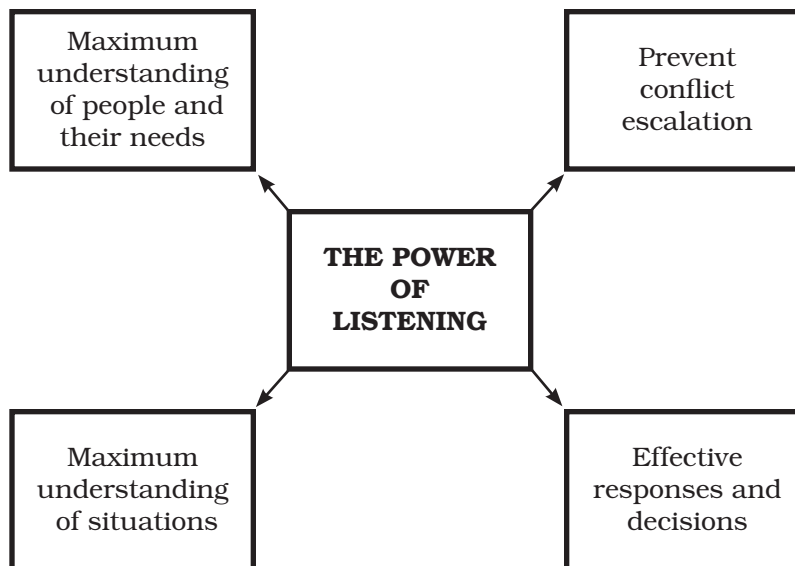 Maximum
understanding
of people and
their needs
Prevent
conflict
escalation
THE POWER
OF
LISTENING
Maximum
understanding
of situations
Effective
responses and
decisions